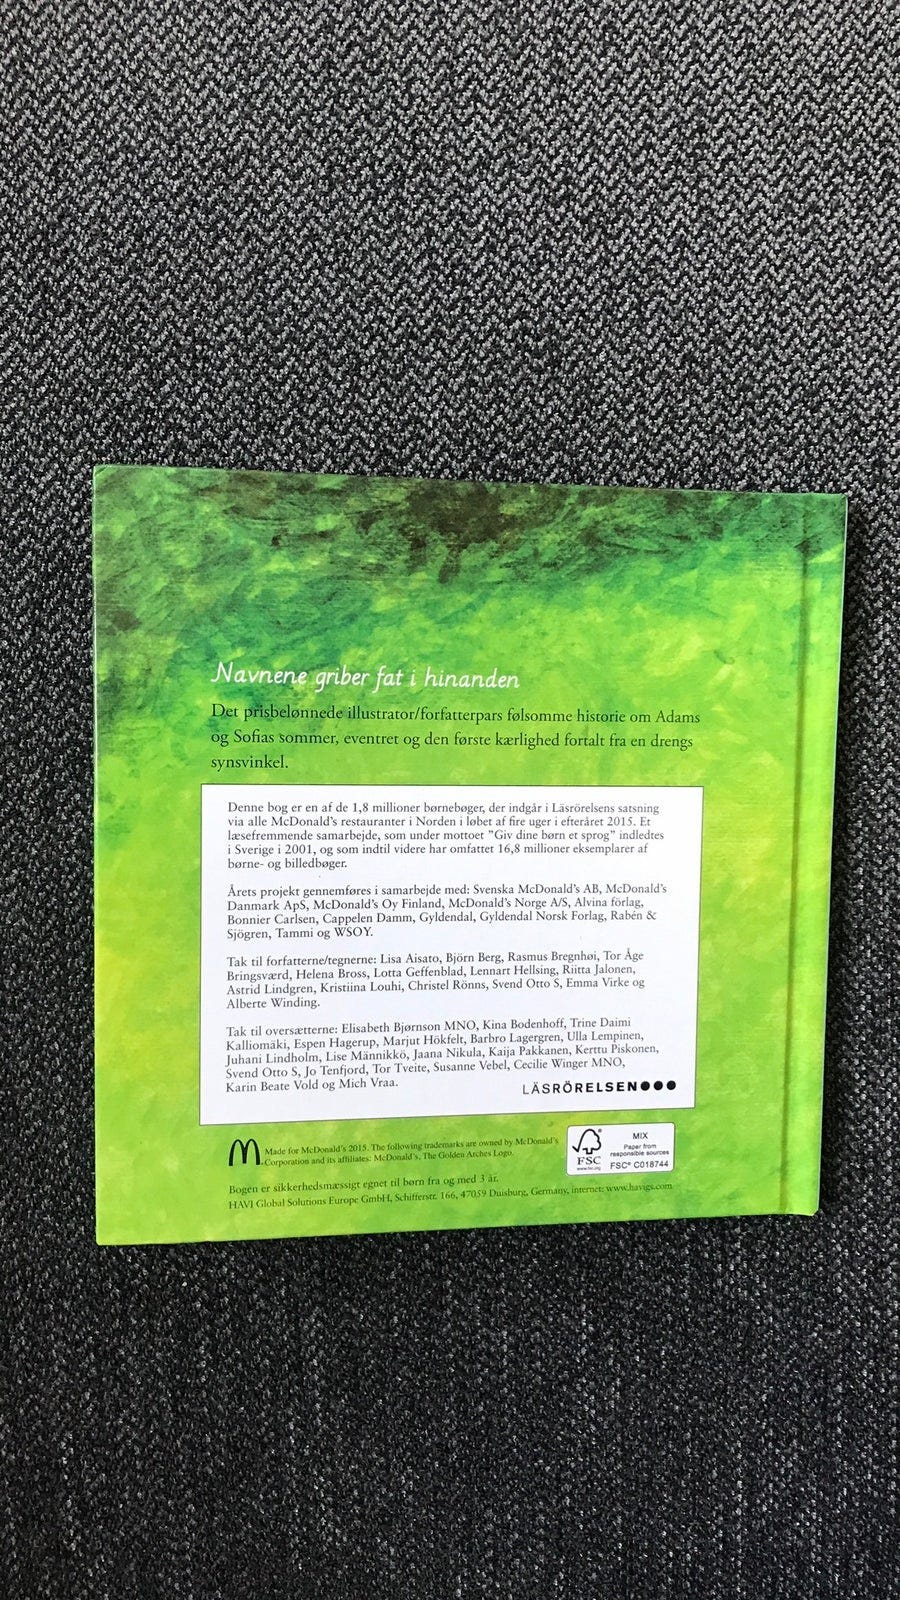 Navnene griber fat i hinanden
Det prisbelønnede illustrator/forfatterpars følsomme historie om Adams
og Sofias sommer, eventret og den første kærlighed fortalt fra en drengs
synsvinkel.
Denne bog er en af de 1,8 millioner børnebøger, der indgår i Läsrörelsens satsning
via alle McDonald's restauranter i Norden i løbet af fire uger i efteråret 2015. Et
læsefremmende samarbejde, som under mottoet "Giv dine børn et sprog" indledtes
i Sverige i 2001, og som indtil videre har omfattet 16,8 millioner eksemplarer af
børne- og billedbøger.
Årets projekt gennemføres i samarbejde med: Svenska McDonald's AB, McDonald's
Danmark ApS, McDonald's Oy Finland, McDonald's Norge A/S, Alvina förlag,
Bonnier Carlsen, Cappelen Damm, Gyldendal, Gyldendal Norsk Forlag, Rabén &
Sjögren, Tammi og WSOY.
Tak til forfatterne/tegnerne: Lisa Aisato, Björn Berg, Rasmus Bregnhøi, Tor Åge
Bringsværd, Helena Bross, Lotta Geffenblad, Lennart Hellsing, Riitta Jalonen,
Astrid Lindgren, Kristiina Louhi, Christel Rönns, Svend Otto S, Emma Virke og
Alberte Winding.
Tak til oversætterne: Elisabeth Bjørnson MNO, Kina Bodenhoff, Trine Daimi
Kalliomäki, Espen Hagerup, Marjut Hökfelt, Barbro Lagergren, Ulla Lempinen,
Juhani Lindholm, Lise Männikkö, Jaana Nikula, Kaija Pakkanen, Kerttu Piskonen,
Svend Otto S, Jo Tenfjord, Tor Tveite, Susanne Vebel, Cecilie Winger MNO,
Karin Beate Vold og Mich Vraa.
LÄSRÖRELSEN●●●
Made for McDonald's 2015. The following trademarks are owned by McDonald's
Corporation and its affiliates: McDonald's, The Golden Arches Logo.
FSC
www.fsc.org
MIX
Paper from
responsible sources
FSC® C018744
Bogen er sikkerhedsmæssigt egnet til børn fra og med 3 år.
HAVI Global Solutions Europe GmbH, Schifferstr. 166, 47059 Duisburg, Germany, internet: www.havigs.com